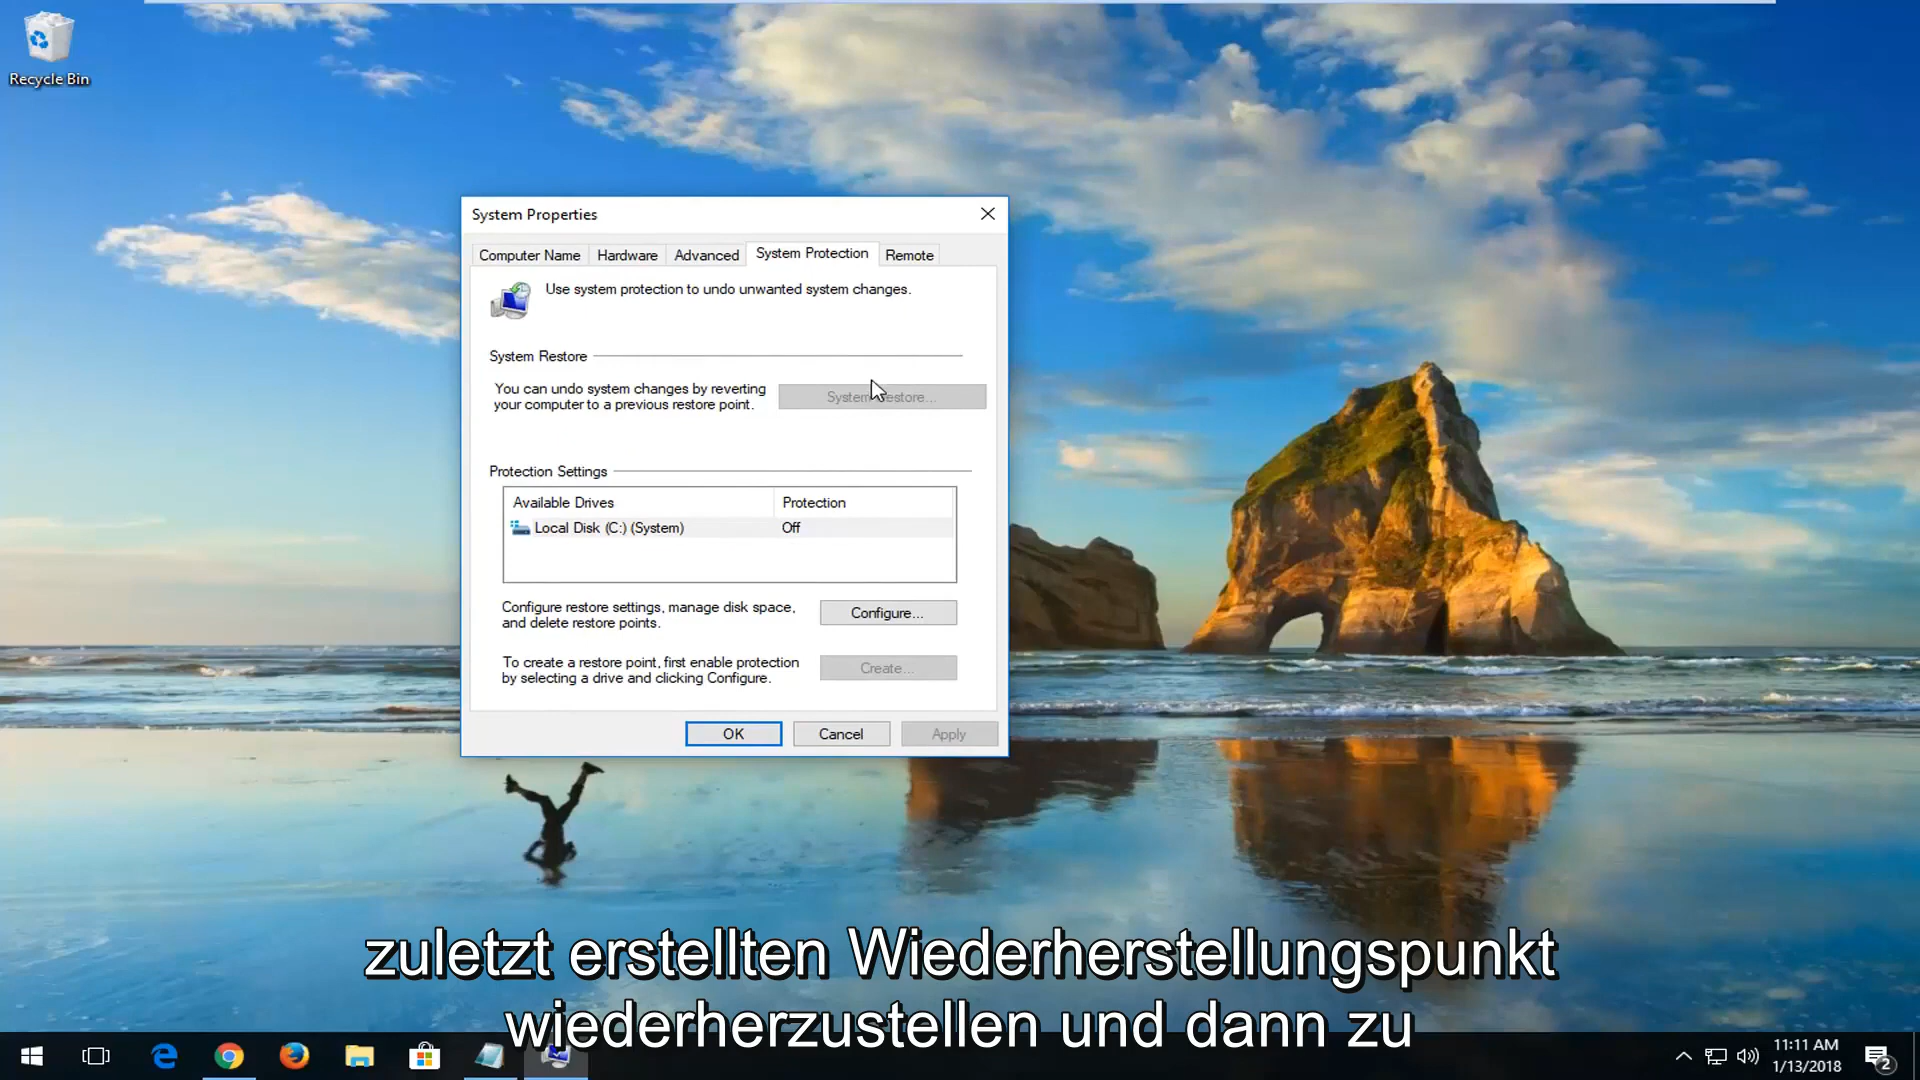 Recycle Bin
System Properties
Computer Name
Hardware
Advanced
System Protection
Remote
Use system protection to undo unwanted system changes.
System Restore
You can undo system changes by reverting
your computer to a previous restore point.
System Restore...
Protection Settings
Available Drives
Protection
Local Disk (C:) (System)
Off
Configure restore settings, manage disk space,
and delete restore points.
Configure...
To create a restore point, first enable protection
by selecting a drive and clicking Configure.
Create...
OK
Cancel
Apply
zuletzt erstellten Wiederherstellungspunkt
wiederherzustellen und dann zu
11:11 AM
1/13/2018
2